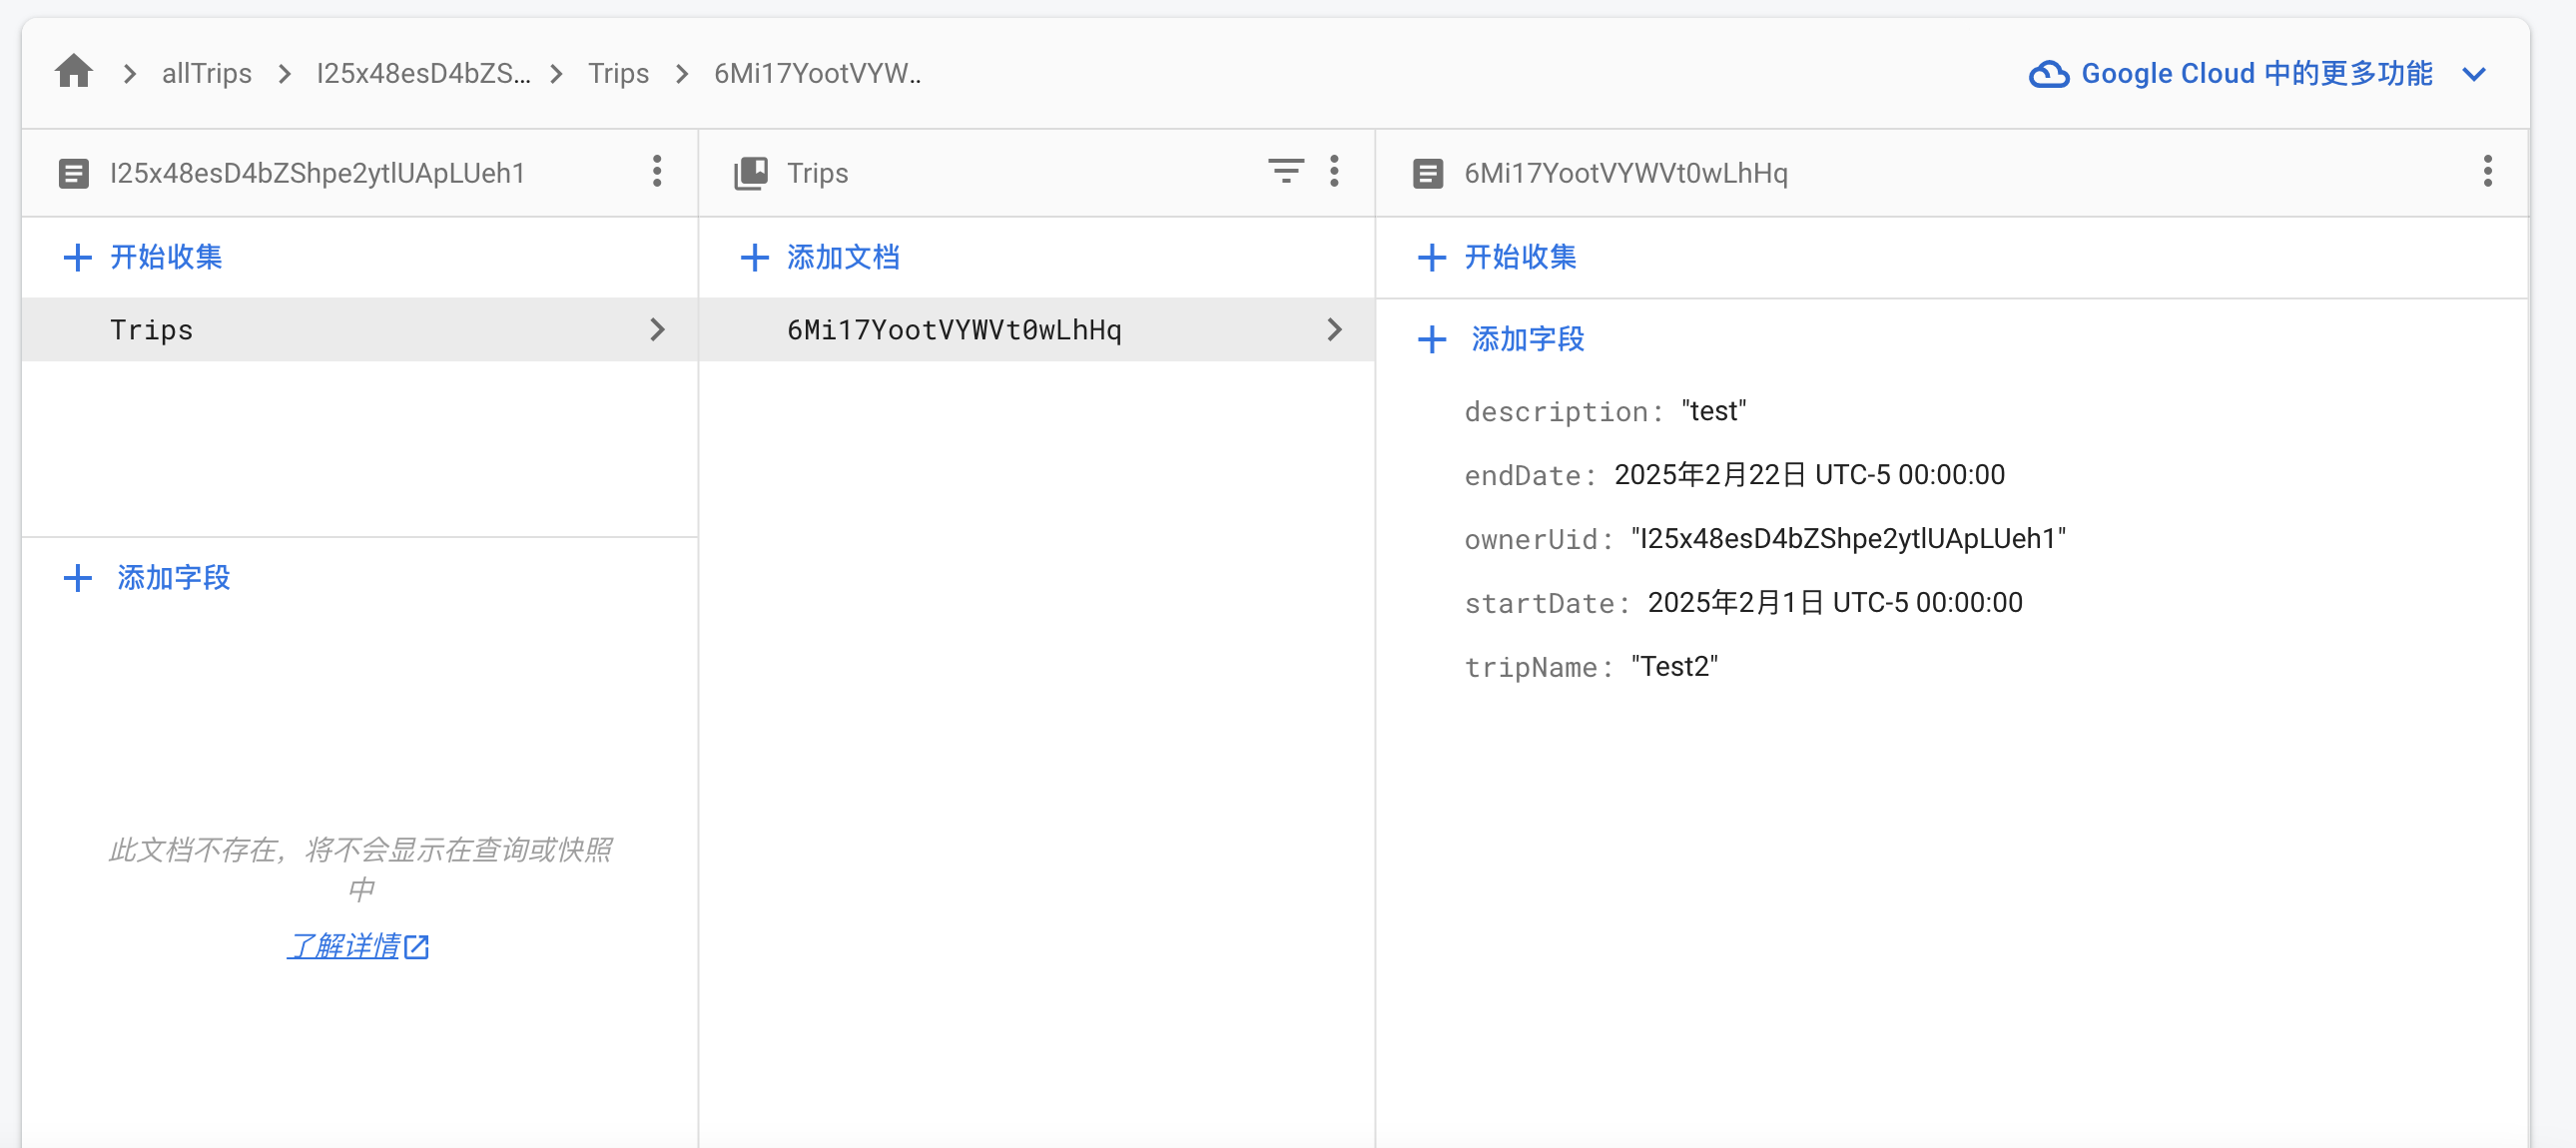 allTrips
I25x48esD4bZS...
Trips
6Mi17YootVYW..
Google Cloud 中的更多功能
I25x48esD4bZShpe2ytlUApLUeh1
开始收集
Trips
添加字段
此文档不存在，将不会显示在查询或快照
中
了解详情
Trips
添加文档
6Mi17YootVYWVt0wLhHq
6Mi17YootVYWVt0wLhHq
开始收集
添加字段
description: "test"
endDate: 2025年2月22日 UTC-5 00:00:00
ownerUid: "I25x48esD4bZShpe2ytlUApLUeh1"
startDate: 2025年2月1日 UTC-5 00:00:00
tripName: "Test2"